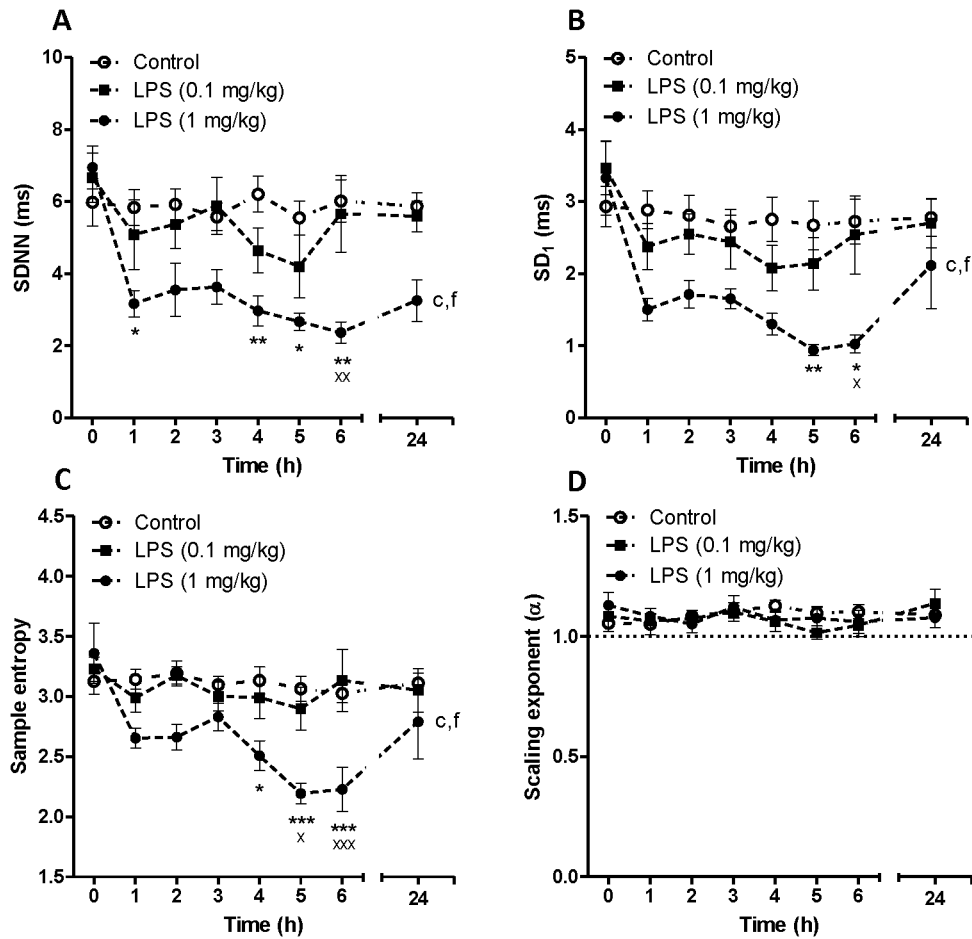 A
10
8
6
4
2
0
SDNN (ms)
Control
LPS (0.1 mg/kg)
LPS (1 mg/kg)
*
**
*
**
xx
c,f
0 1 2 3 4 5 6 24
Time (h)
B
5
4
3
2
1
0
SD₁ (ms)
Control
LPS (0.1 mg/kg)
LPS (1 mg/kg)
**
*
x
c,f
0 1 2 3 4 5 6 24
Time (h)
C
4.5
4.0
3.5
3.0
2.5
2.0
1.5
Sample entropy
Control
LPS (0.1 mg/kg)
LPS (1 mg/kg)
*
***
x
***
xxx
c,f
0 1 2 3 4 5 6 24
Time (h)
D
1.5
1.0
0.5
0.0
Scaling exponent (α)
Control
LPS (0.1 mg/kg)
LPS (1 mg/kg)
0 1 2 3 4 5 6 24
Time (h)